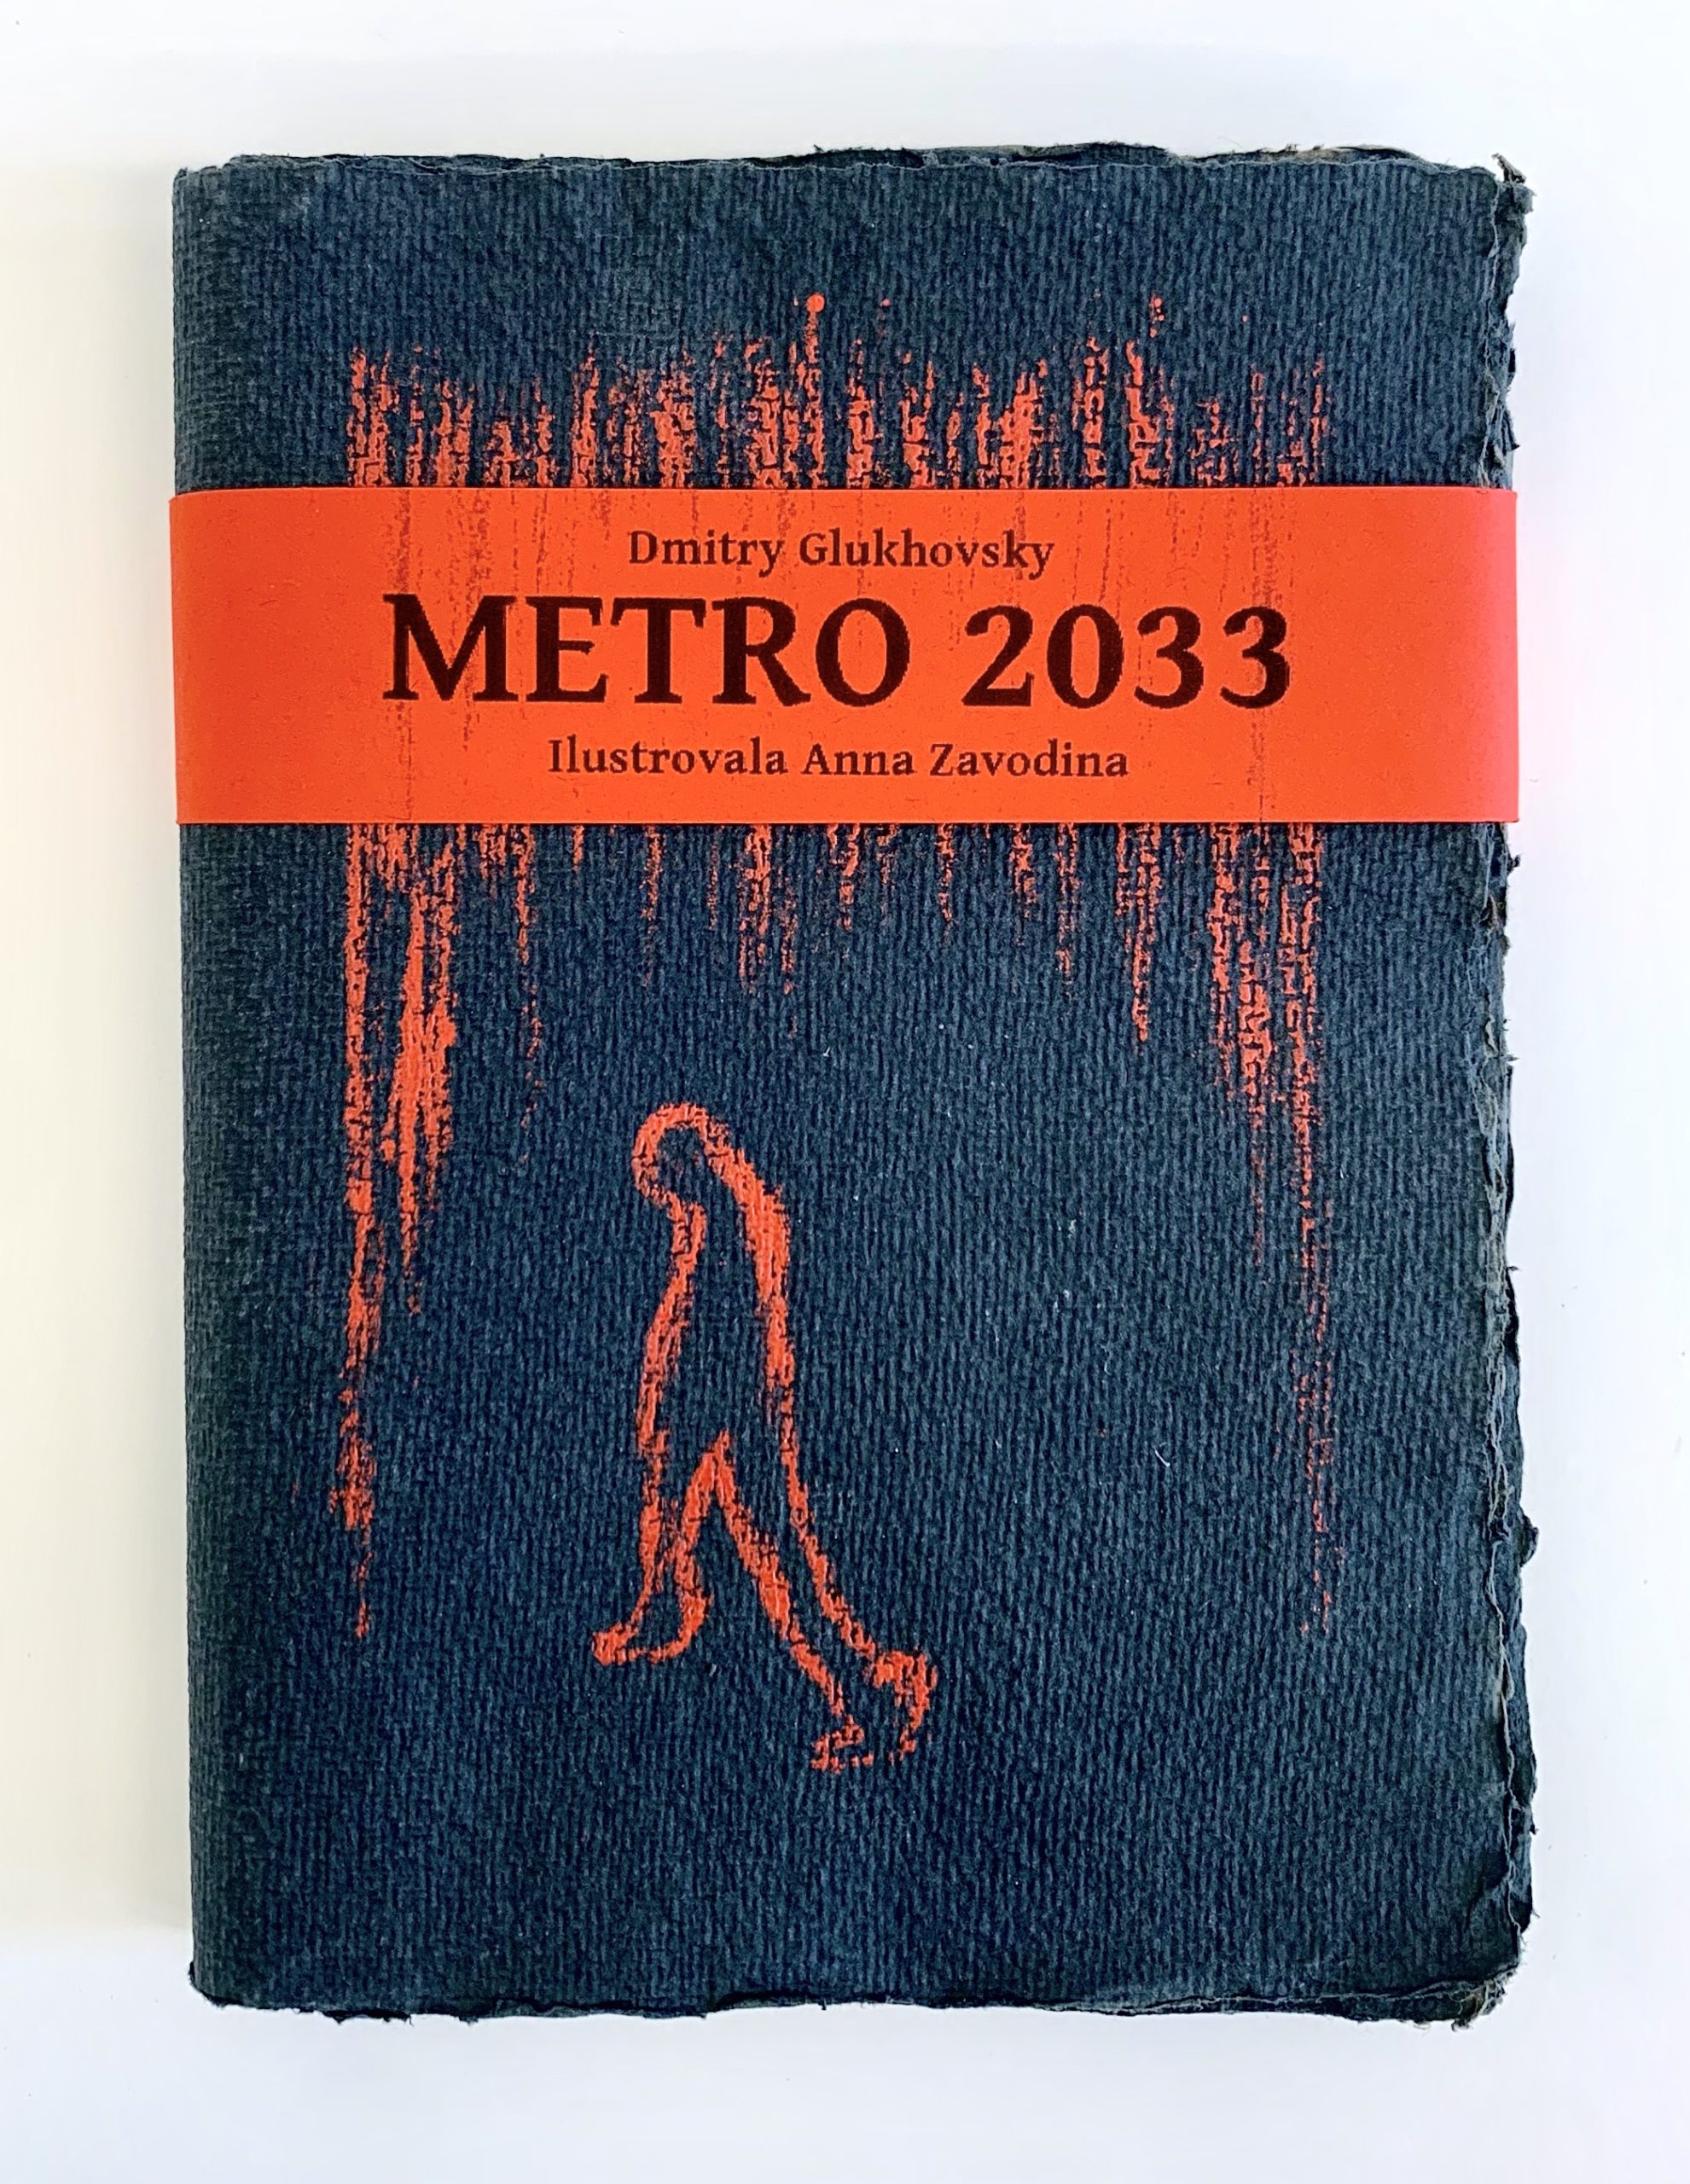 Dmitry Glukhovsky
METRO 2033
Ilustrovala Anna Zavodina